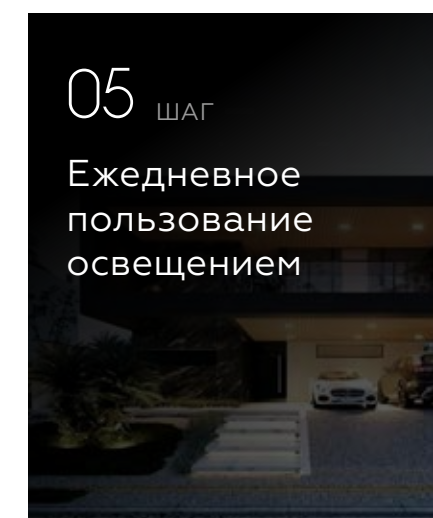 05 ШАГ
Ежедневное
пользование
освещением